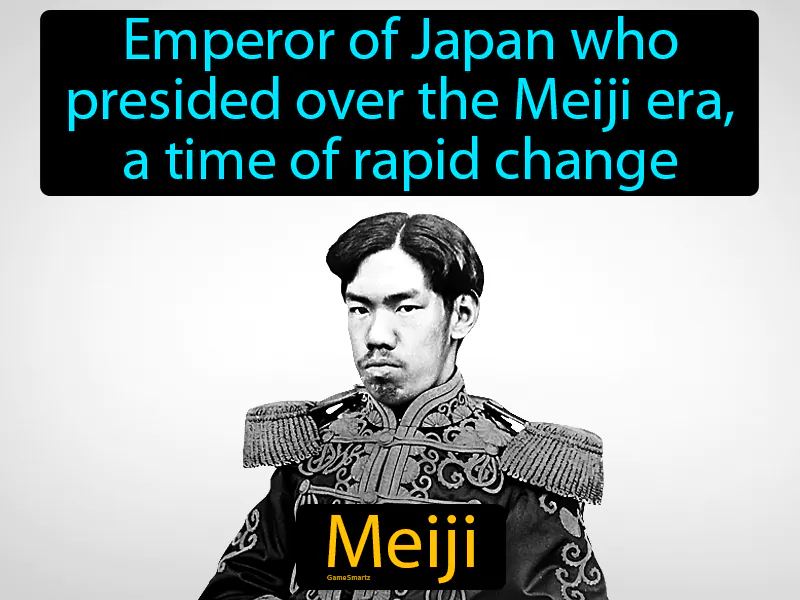 Emperor of Japan who
presided over the Meiji era,
a time of rapid change
Meiji
GameSmartz